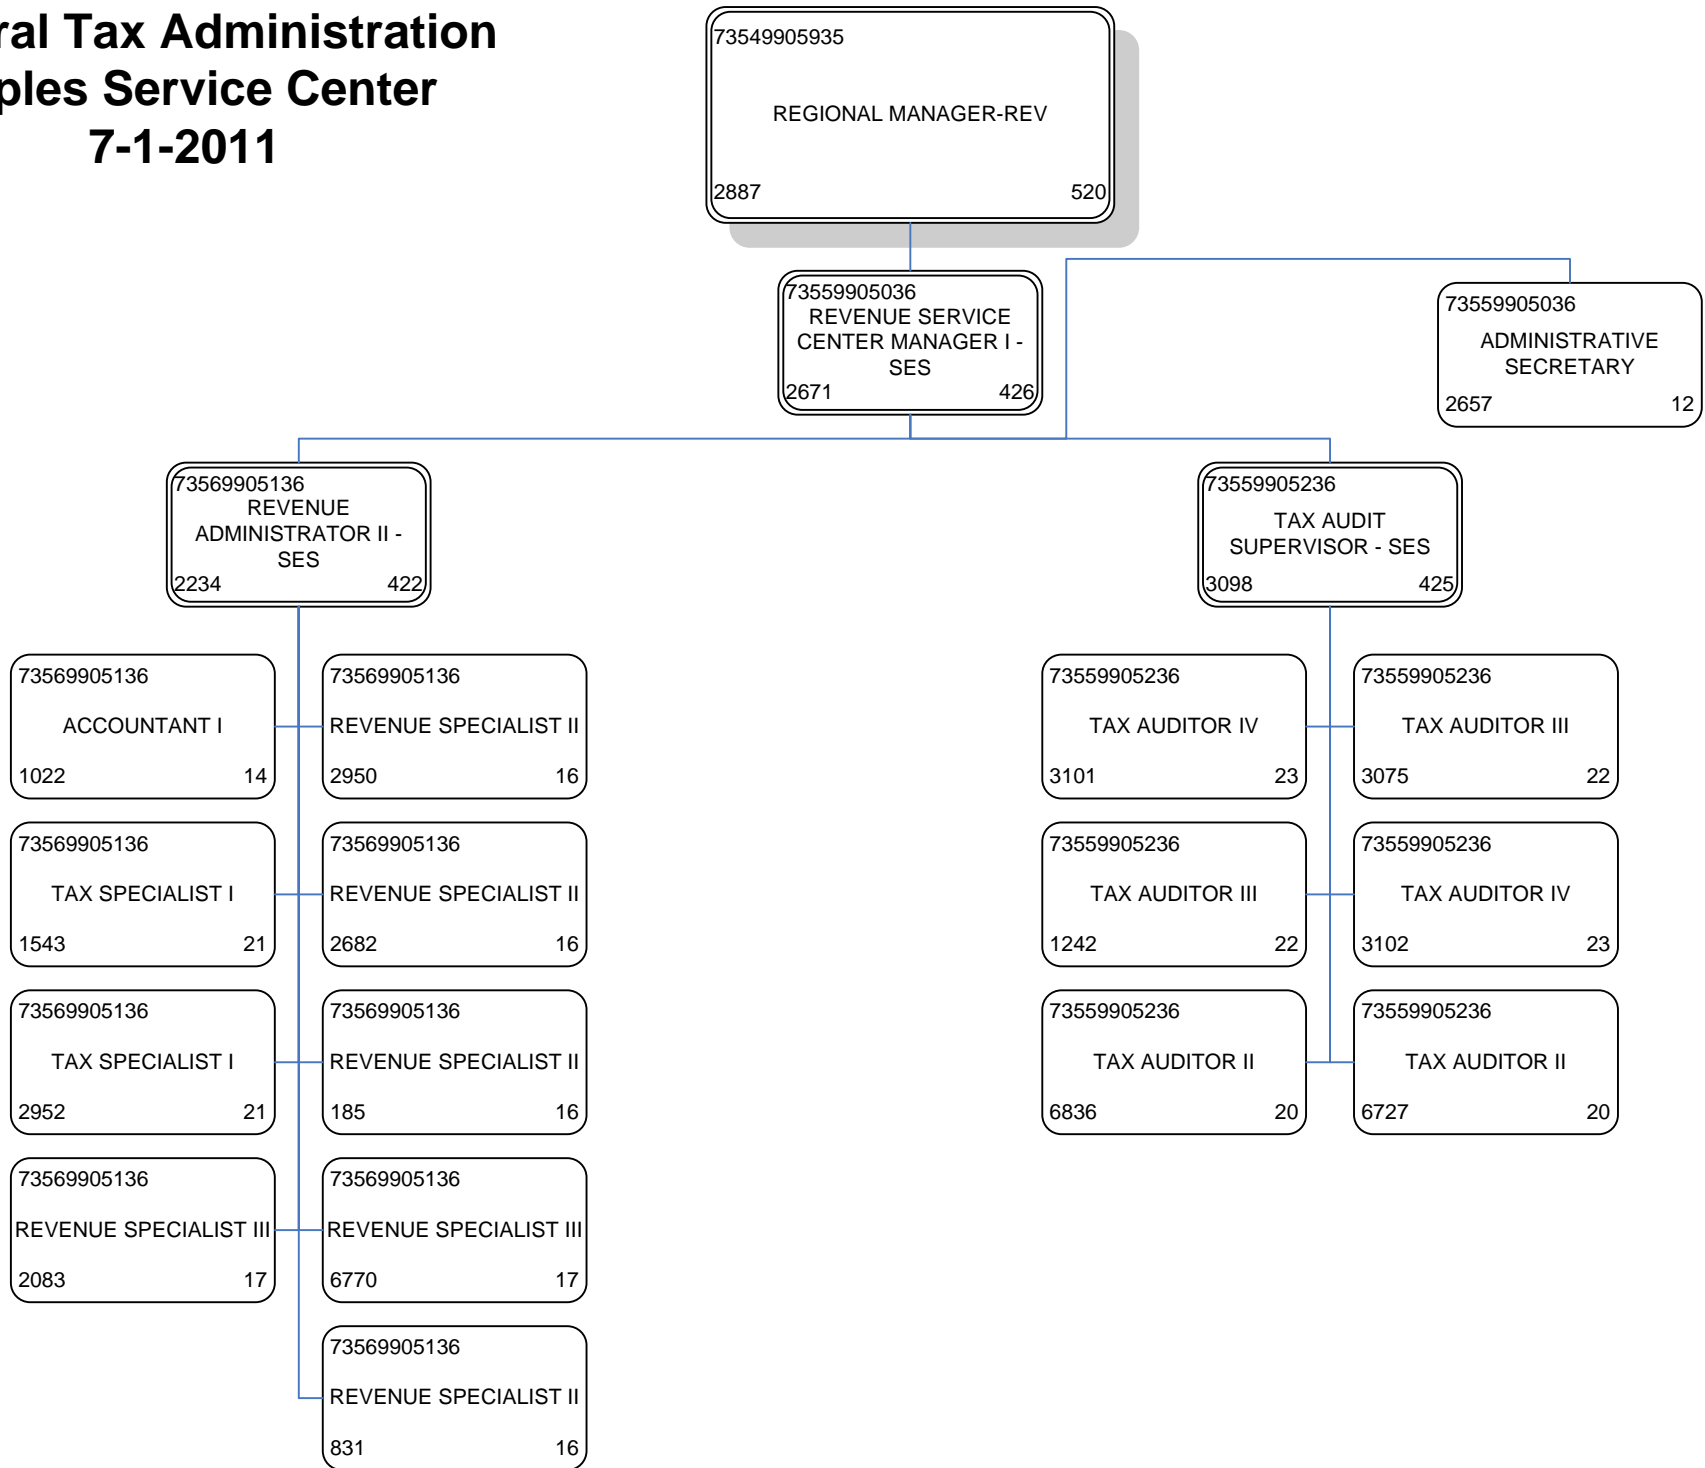 Tax Administration
Service Center
7-1-2011
73549905935
REGIONAL MANAGER-REV
2887 520
73559905036
REVENUE SERVICE
CENTER MANAGER I -
SES
2671 426
73559905036
ADMINISTRATIVE
SECRETARY
2657 12
73569905136
REVENUE
ADMINISTRATOR II -
SES
2234 422
73559905236
TAX AUDIT
SUPERVISOR - SES
3098 425
73569905136
ACCOUNTANT I
1022 14
73569905136
REVENUE SPECIALIST II
2950 16
73559905236
TAX AUDITOR IV
3101 23
73559905236
TAX AUDITOR III
3075 22
73569905136
TAX SPECIALIST I
1543 21
73569905136
REVENUE SPECIALIST II
2682 16
73559905236
TAX AUDITOR III
1242 22
73559905236
TAX AUDITOR IV
3102 23
73569905136
TAX SPECIALIST I
2952 21
73569905136
REVENUE SPECIALIST II
185 16
73559905236
TAX AUDITOR II
6836 20
73559905236
TAX AUDITOR II
6727 20
73569905136
REVENUE SPECIALIST III
2083 17
73569905136
REVENUE SPECIALIST III
6770 17
73569905136
REVENUE SPECIALIST II
831 16